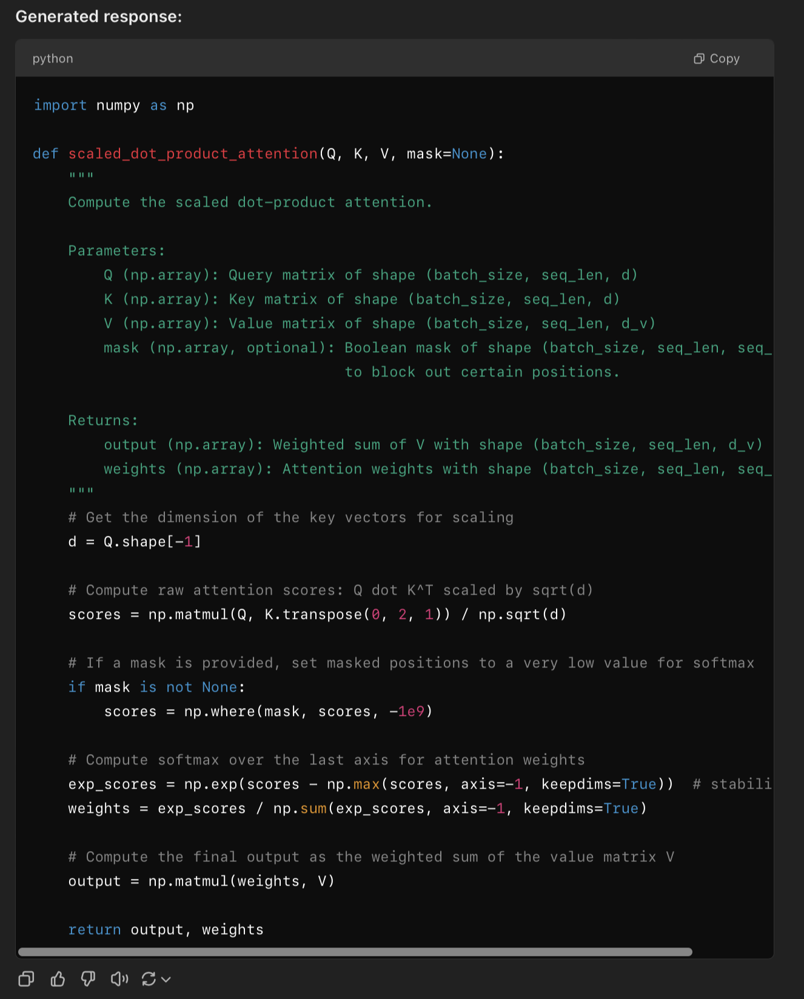 Generated response:
python
Copy
import numpy as np
def scaled_dot_product_attention(Q, K, V, mask=None):
    """
    Compute the scaled dot-product attention.
    Parameters:
        Q (np.array): Query matrix of shape (batch_size, seq_len, d)
        K (np.array): Key matrix of shape (batch_size, seq_len, d)
        V (np.array): Value matrix of shape (batch_size, seq_len, d_v)
        mask (np.array, optional): Boolean mask of shape (batch_size, seq_len, seq_
                                   to block out certain positions.
    Returns:
        output (np.array): Weighted sum of V with shape (batch_size, seq_len, d_v)
        weights (np.array): Attention weights with shape (batch_size, seq_len, seq_
    """
    # Get the dimension of the key vectors for scaling
    d = Q.shape[-1]
    # Compute raw attention scores: Q dot K^T scaled by sqrt(d)
    scores = np.matmul(Q, K.transpose(0, 2, 1)) / np.sqrt(d)
    # If a mask is provided, set masked positions to a very low value for softmax
    if mask is not None:
        scores = np.where(mask, scores, -1e9)
    # Compute softmax over the last axis for attention weights
    exp_scores = np.exp(scores - np.max(scores, axis=-1, keepdims=True))  # stabili
    weights = exp_scores / np.sum(exp_scores, axis=-1, keepdims=True)
    # Compute the final output as the weighted sum of the value matrix V
    output = np.matmul(weights, V)
    return output, weights